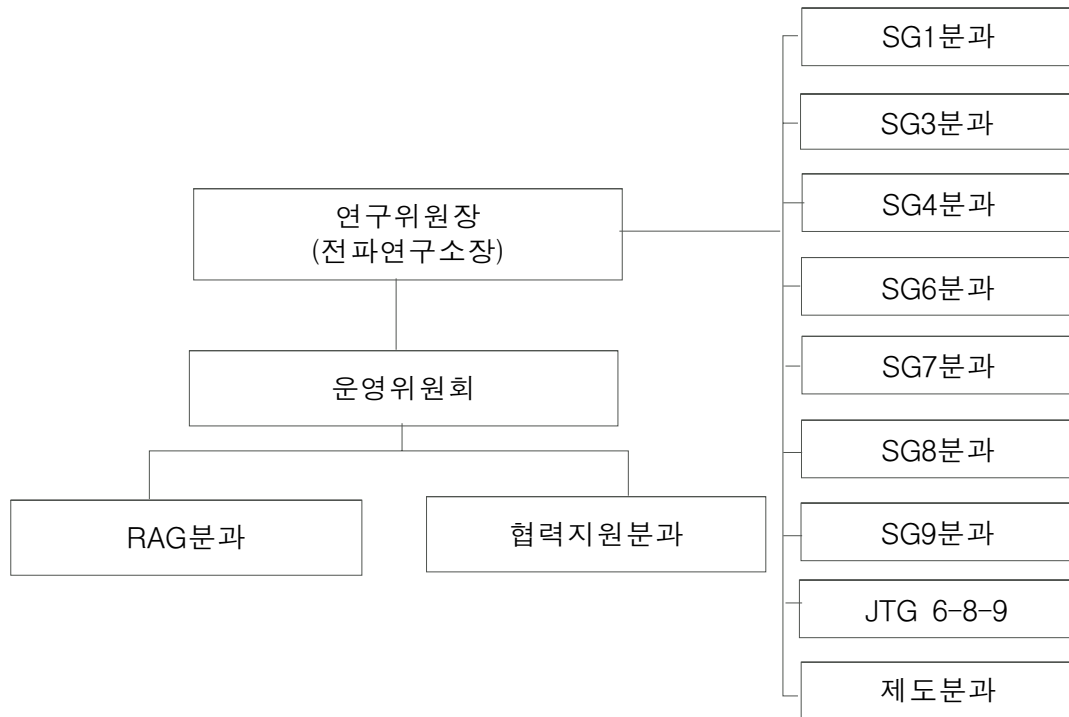 연구위원장
(전파연구소장)
운영위원회
RAG분과
협력지원분과
SG1분과
SG3분과
SG4분과
SG6분과
SG7분과
SG8분과
SG9분과
JTG 6-8-9
제도분과